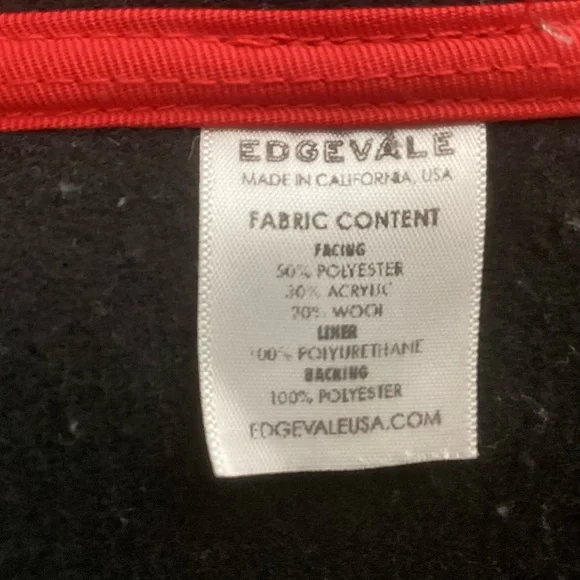 EDGEVALE
MADE IN CALIFORNIA, USA
FABRIC CONTENT
FACING
50% POLYESTER
30% ACRYLIC
20% WOOL
LINER
100% POLYURETHANE
BACKING
100% POLYESTER
EDGEVALEUSA.COM